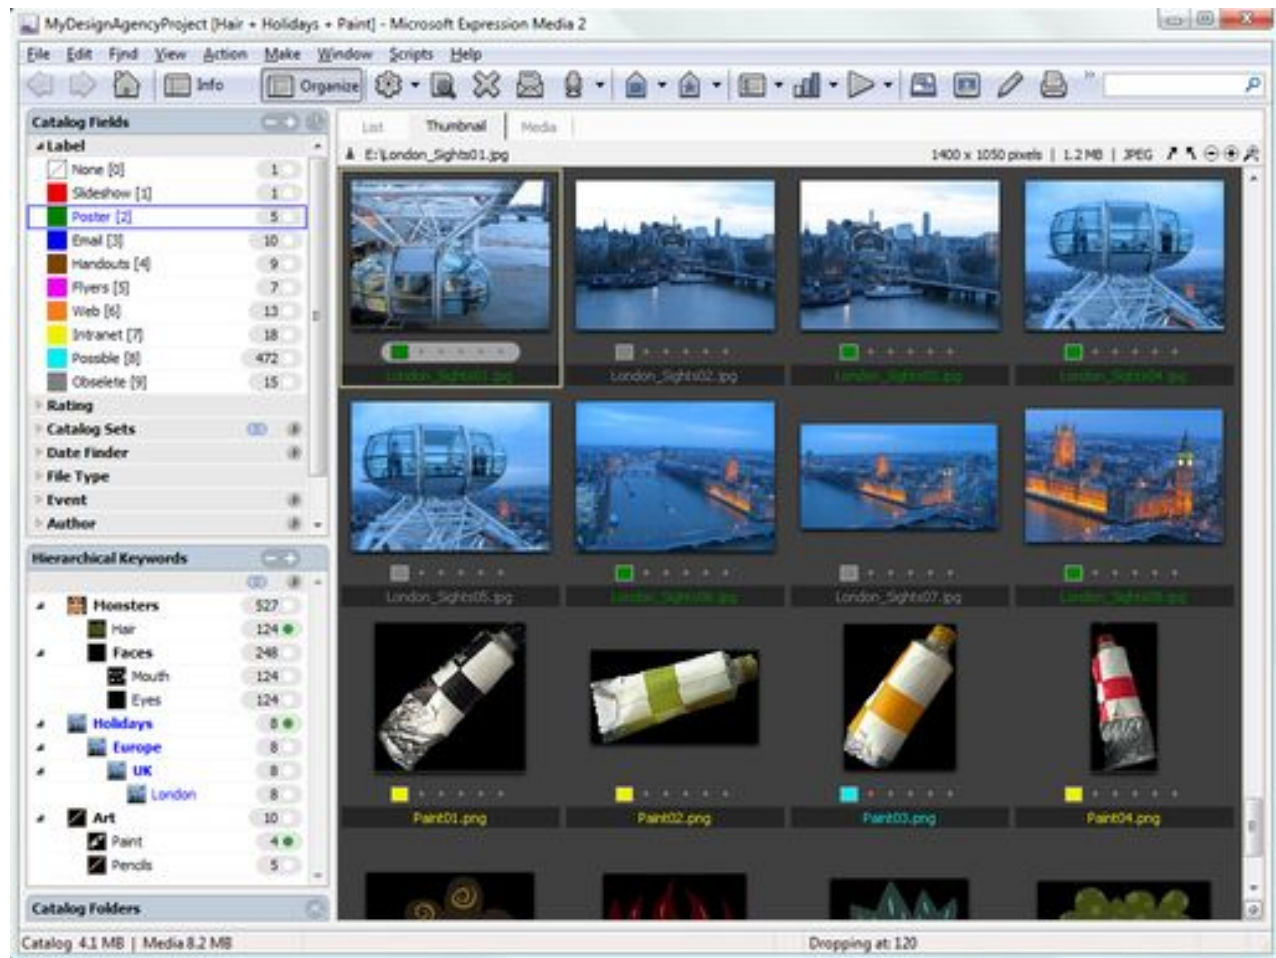 MyDesignAgencyProject [Hair + Holidays + Paint] - Microsoft Expression Media 2
File Edit Find View Action Make Window Scripts Help
Info Organize
Catalog Fields
Label
None [0] 1
Slideshow [1] 1
Poster [2] 5
Email [3] 10
Handouts [4] 9
Flyers [5] 7
Web [6] 13
Intranet [7] 18
Possible [8] 472
Obselete [9] 15
Rating
Catalog Sets
Date Finder
File Type
Event
Author
Hierarchical Keywords
Monsters 527
Hair 124
Faces 248
Mouth 124
Eyes 124
Holidays 8
Europe 8
UK 8
London 8
Art 10
Paint 4
Pencils 5
Catalog Folders
Catalog 4.1 MB | Media 8.2 MB
List Thumbnail Media
E:\London_Sights01.jpg 1400 x 1050 pixels | 1.2 MB | JPEG
London_Sights01.jpg London_Sights02.jpg London_Sights03.jpg London_Sights04.jpg
London_Sights05.jpg London_Sights06.jpg London_Sights07.jpg London_Sights08.jpg
Paint01.png Paint02.png Paint03.png Paint04.png
Dropping at: 120